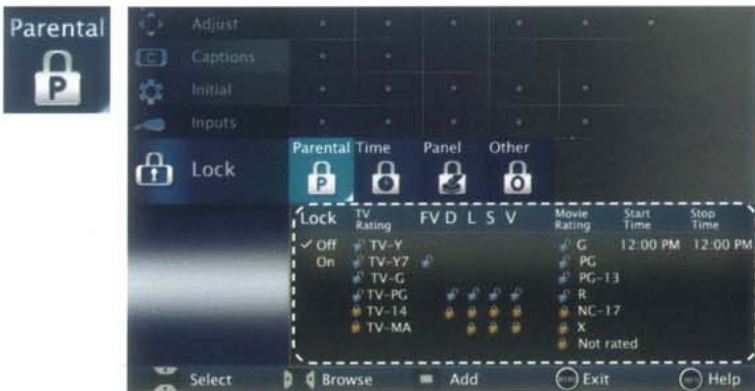 Parental
P
Adjust
Captions
Initial
Inputs
Lock
Parental Time Panel Other
P O
Lock TV Rating FV D L S V Movie Rating Start Time Stop Time
✓ Off TV-Y G 12:00 PM 12:00 PM
On TV-Y7 PG
TV-G PG-13
TV-PG R
TV-14 NC-17
TV-MA X
Not rated
Select Browse Add Exit Help